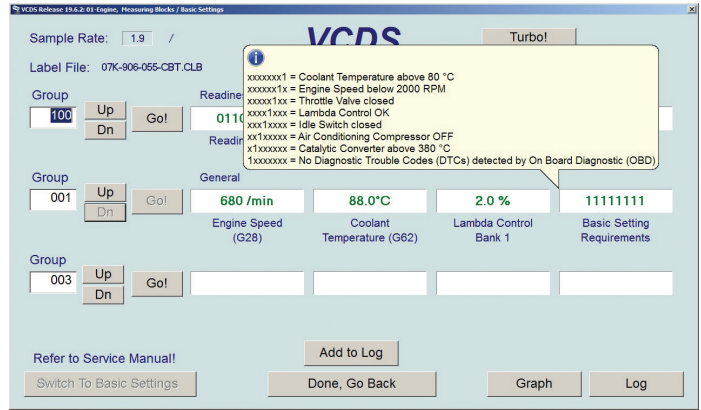 VCDS Release 19.6.2: 01-Engine, Measuring Blocks / Basic Settings
Sample Rate: 1.9 /
VCDS
Turbo!
Label File: 07K-906-055-CBT.CLB
xxxxxxx1 = Coolant Temperature above 80 °C
xxxxxx1x = Engine Speed below 2000 RPM
xxxxx1xx = Throttle Valve closed
xxxx1xxx = Lambda Control OK
xxx1xxxx = Idle Switch closed
xx1xxxxx = Air Conditioning Compressor OFF
x1xxxxxx = Catalytic Converter above 380 °C
1xxxxxxx = No Diagnostic Trouble Codes (DTCs) detected by On Board Diagnostic (OBD)
Group
100
Up
Dn
Go!
Group
001
Up
Dn
Go!
General
680 /min
88.0°C
2.0 %
11111111
Engine Speed
(G28)
Coolant
Temperature (G62)
Lambda Control
Bank 1
Basic Setting
Requirements
Group
003
Up
Dn
Go!
Refer to Service Manual!
Add to Log
Switch To Basic Settings
Done, Go Back
Graph
Log